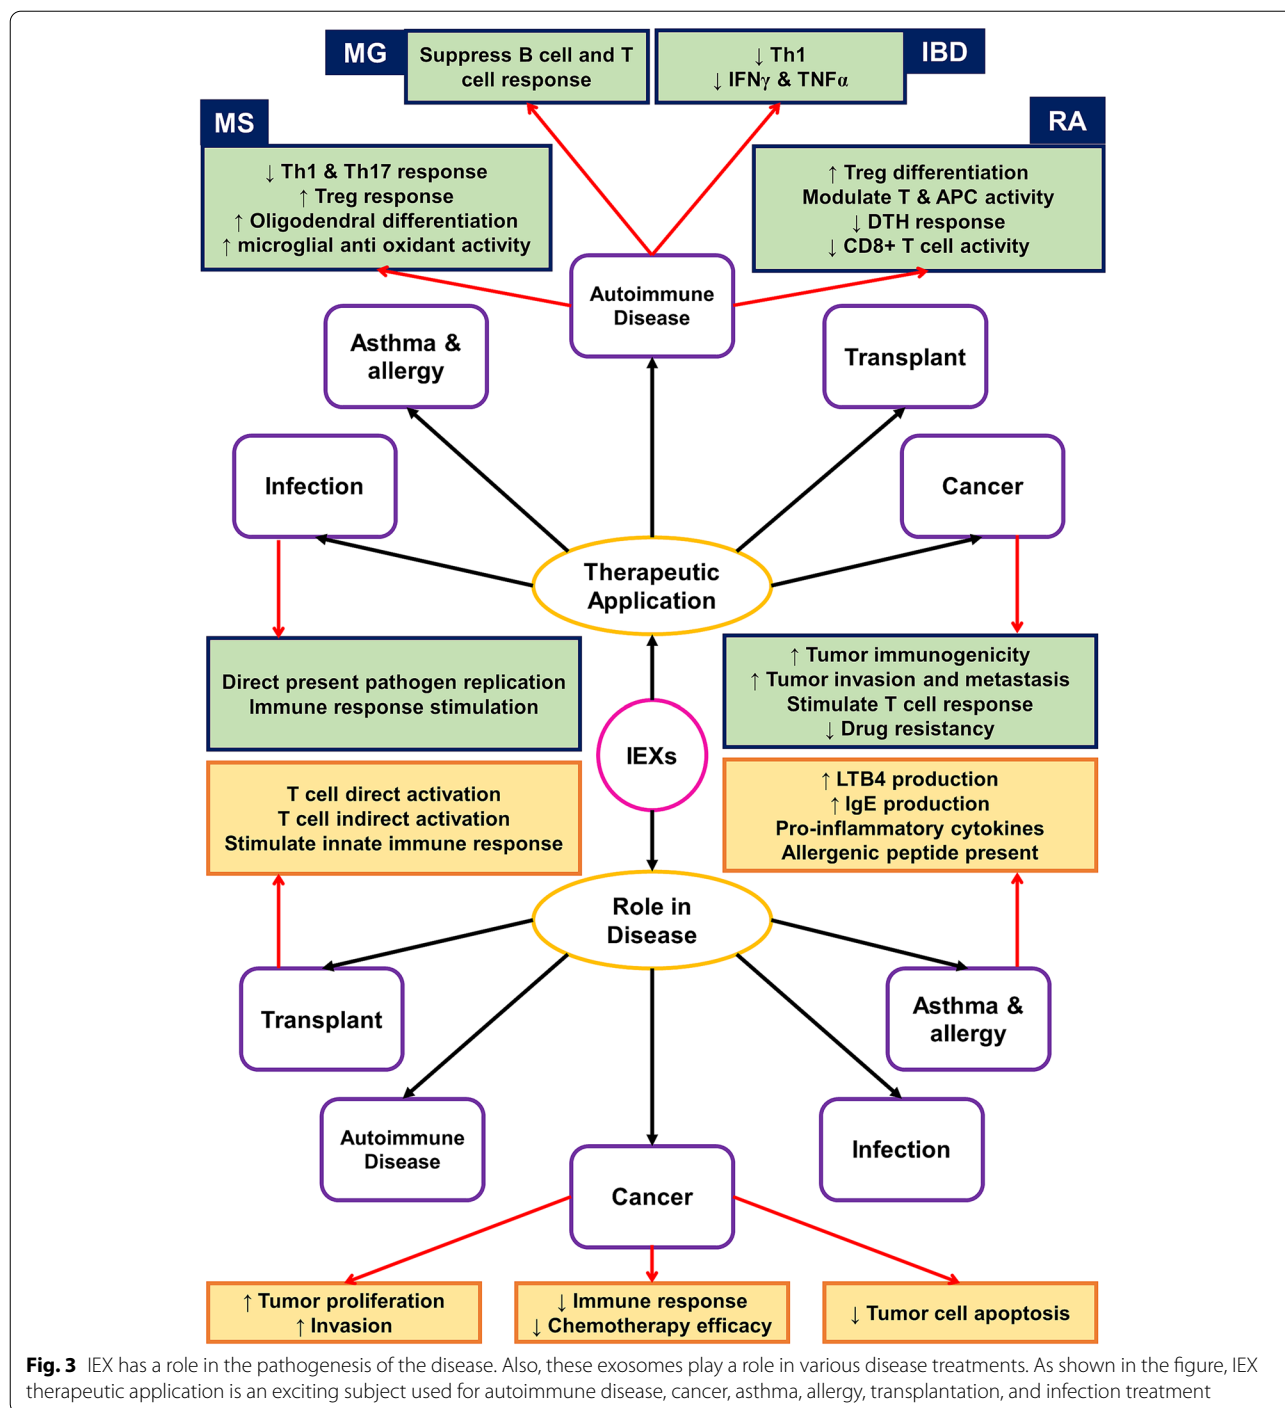 MG
Suppress B cell and T
cell response
↓ Th1
↓ IFNγ & TNFα
IBD
MS
↓ Th1 & Th17 response
↑ Treg response
↑ Oligodendral differentiation
↑ microglial anti oxidant activity
RA
↑ Treg differentiation
Modulate T & APC activity
↓ DTH response
↓ CD8+ T cell activity
Autoimmune
Disease
Asthma &
allergy
Transplant
Infection
Cancer
Therapeutic
Application
Direct present pathogen replication
Immune response stimulation
↑ Tumor immunogenicity
↑ Tumor invasion and metastasis
Stimulate T cell response
↓ Drug resistancy
IEXs
T cell direct activation
T cell indirect activation
Stimulate innate immune response
↑ LTB4 production
↑ IgE production
Pro-inflammatory cytokines
Allergenic peptide present
Role in
Disease
Transplant
Asthma &
allergy
Autoimmune
Disease
Infection
Cancer
↑ Tumor proliferation
↑ Invasion
↓ Immune response
↓ Chemotherapy efficacy
↓ Tumor cell apoptosis
Fig. 3 IEX has a role in the pathogenesis of the disease. Also, these exosomes play a role in various disease treatments. As shown in the figure, IEX
therapeutic application is an exciting subject used for autoimmune disease, cancer, asthma, allergy, transplantation, and infection treatment